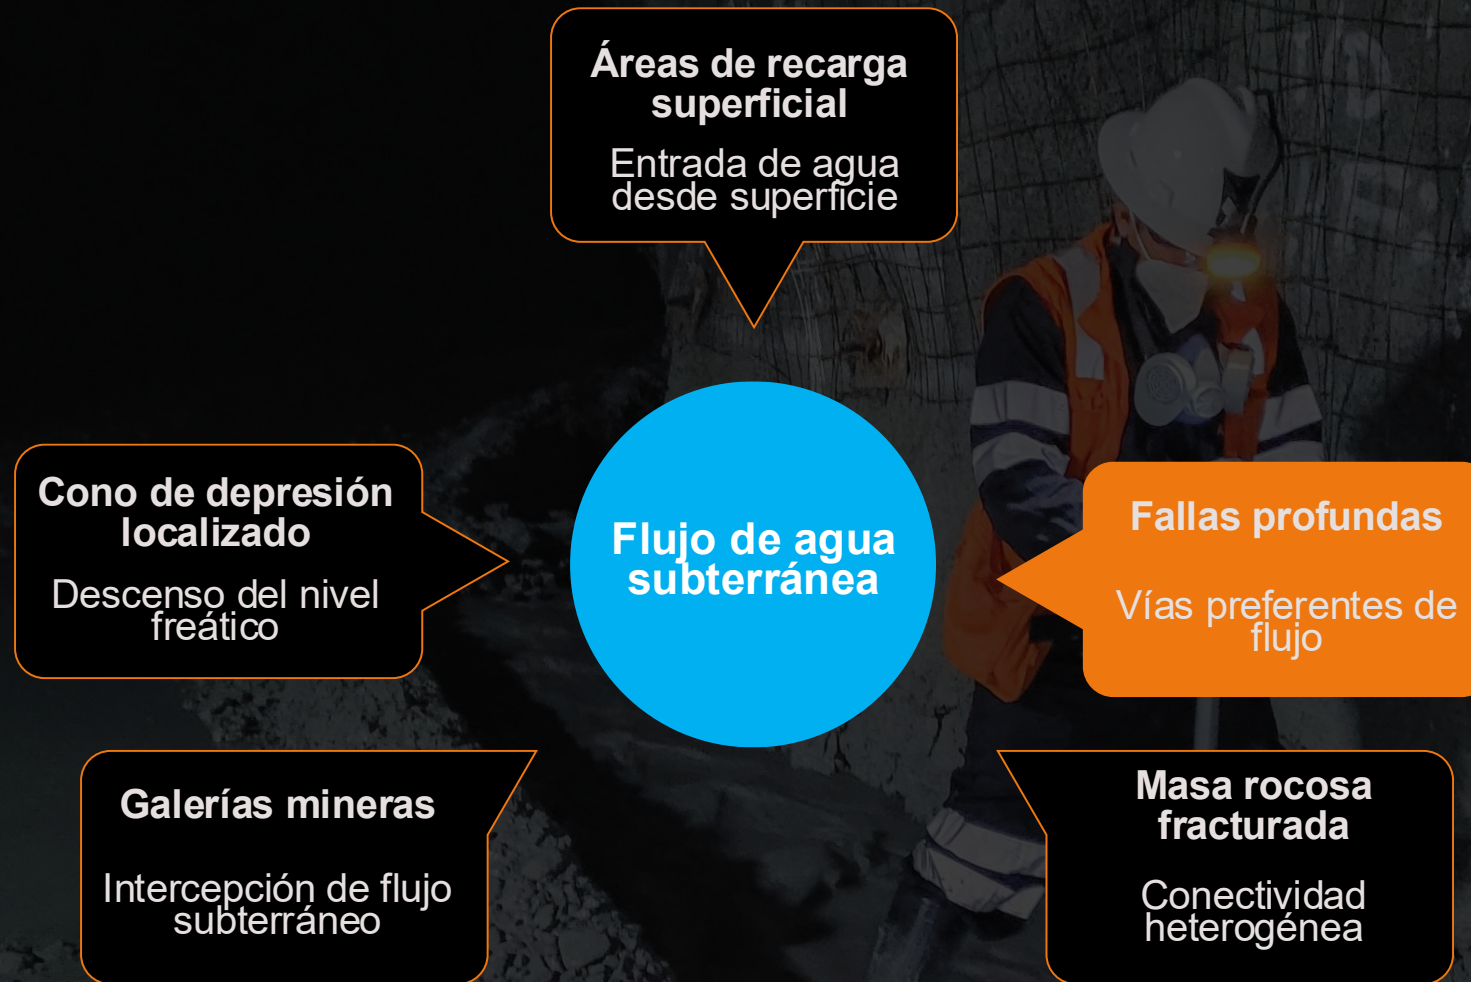 Áreas de recarga
superficial
Entrada de agua
desde superficie
Cono de depresión
localizado
Descenso del nivel
freático
Flujo de agua
subterránea
Fallas profundas
Vías preferentes de
flujo
Galerías mineras
Intercepción de flujo
subterráneo
Masa rocosa
fracturada
Conectividad
heterogénea